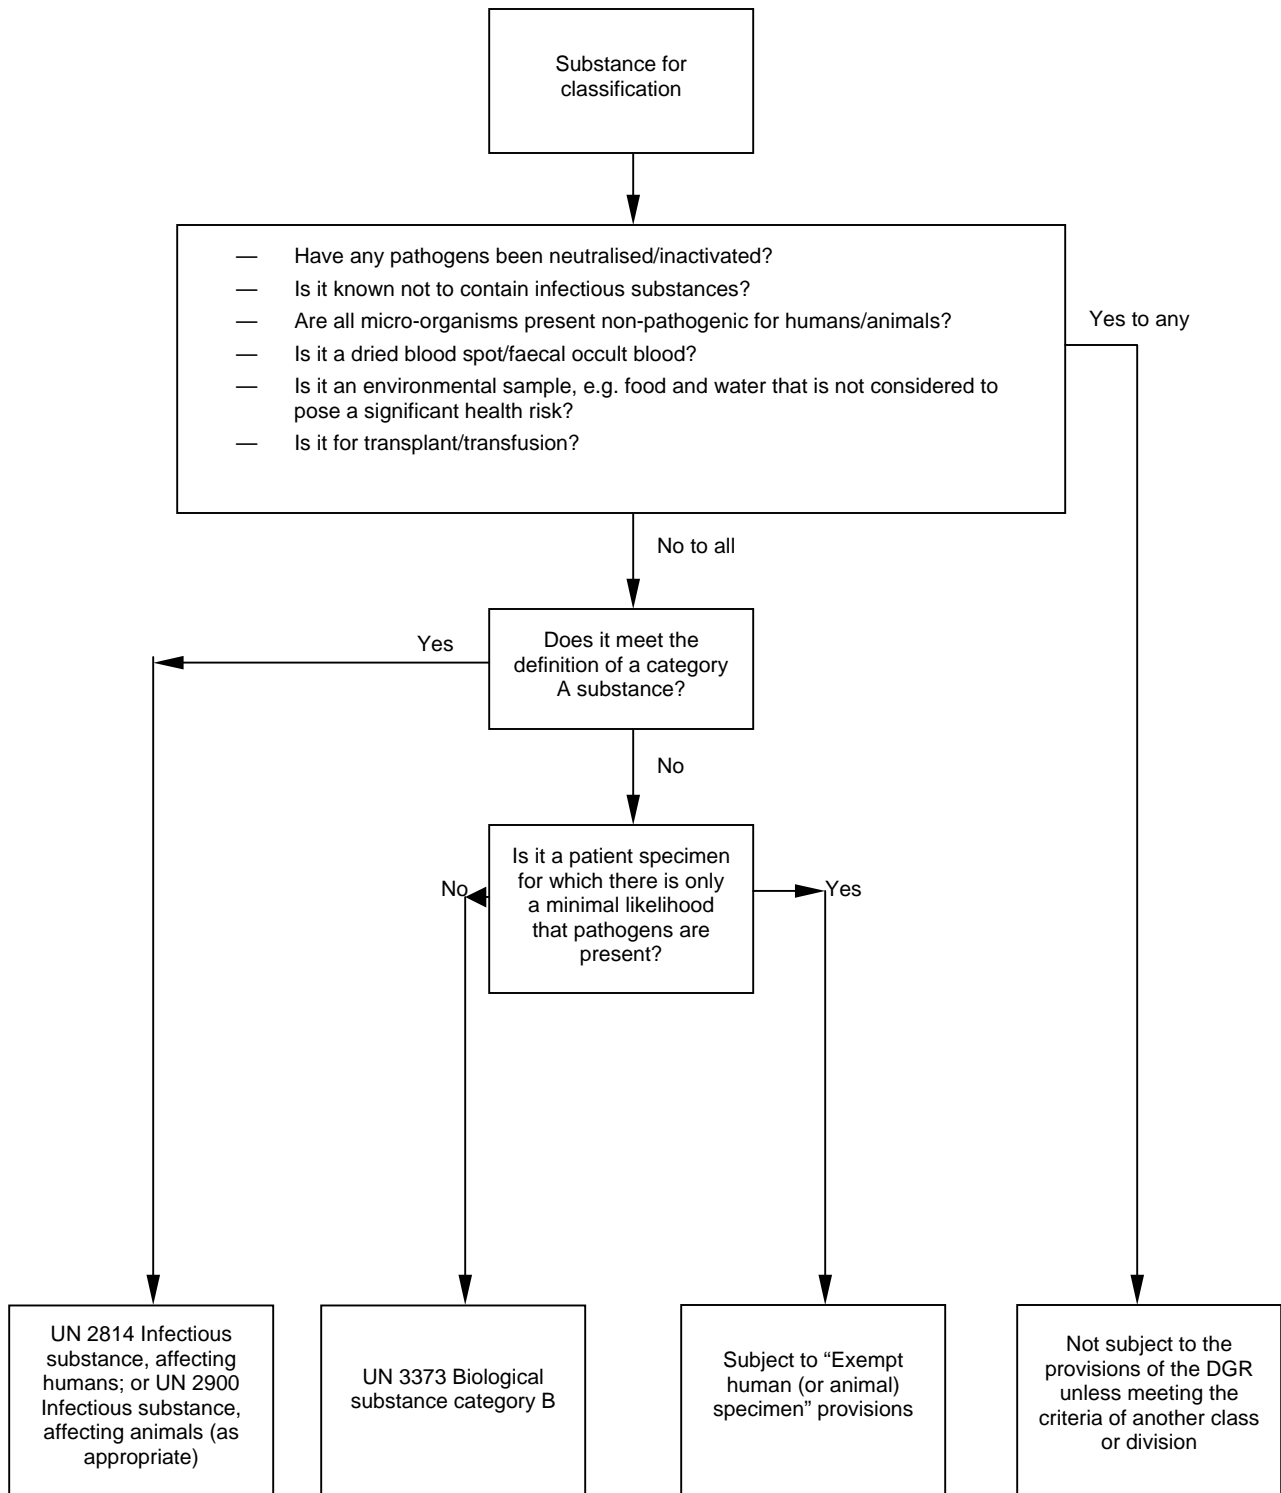 Substance for
classification
— Have any pathogens been neutralised/inactivated?
— Is it known not to contain infectious substances?
— Are all micro-organisms present non-pathogenic for humans/animals?
— Is it a dried blood spot/faecal occult blood?
— Is it an environmental sample, e.g. food and water that is not considered to
pose a significant health risk?
— Is it for transplant/transfusion?
Yes to any
No to all
Does it meet the
definition of a category
A substance?
Yes
No
Is it a patient specimen
for which there is only
a minimal likelihood
that pathogens are
present?
No
Yes
UN 2814 Infectious
substance, affecting
humans; or UN 2900
Infectious substance,
affecting animals (as
appropriate)
UN 3373 Biological
substance category B
Subject to “Exempt
human (or animal)
specimen” provisions
Not subject to the
provisions of the DGR
unless meeting the
criteria of another class
or division